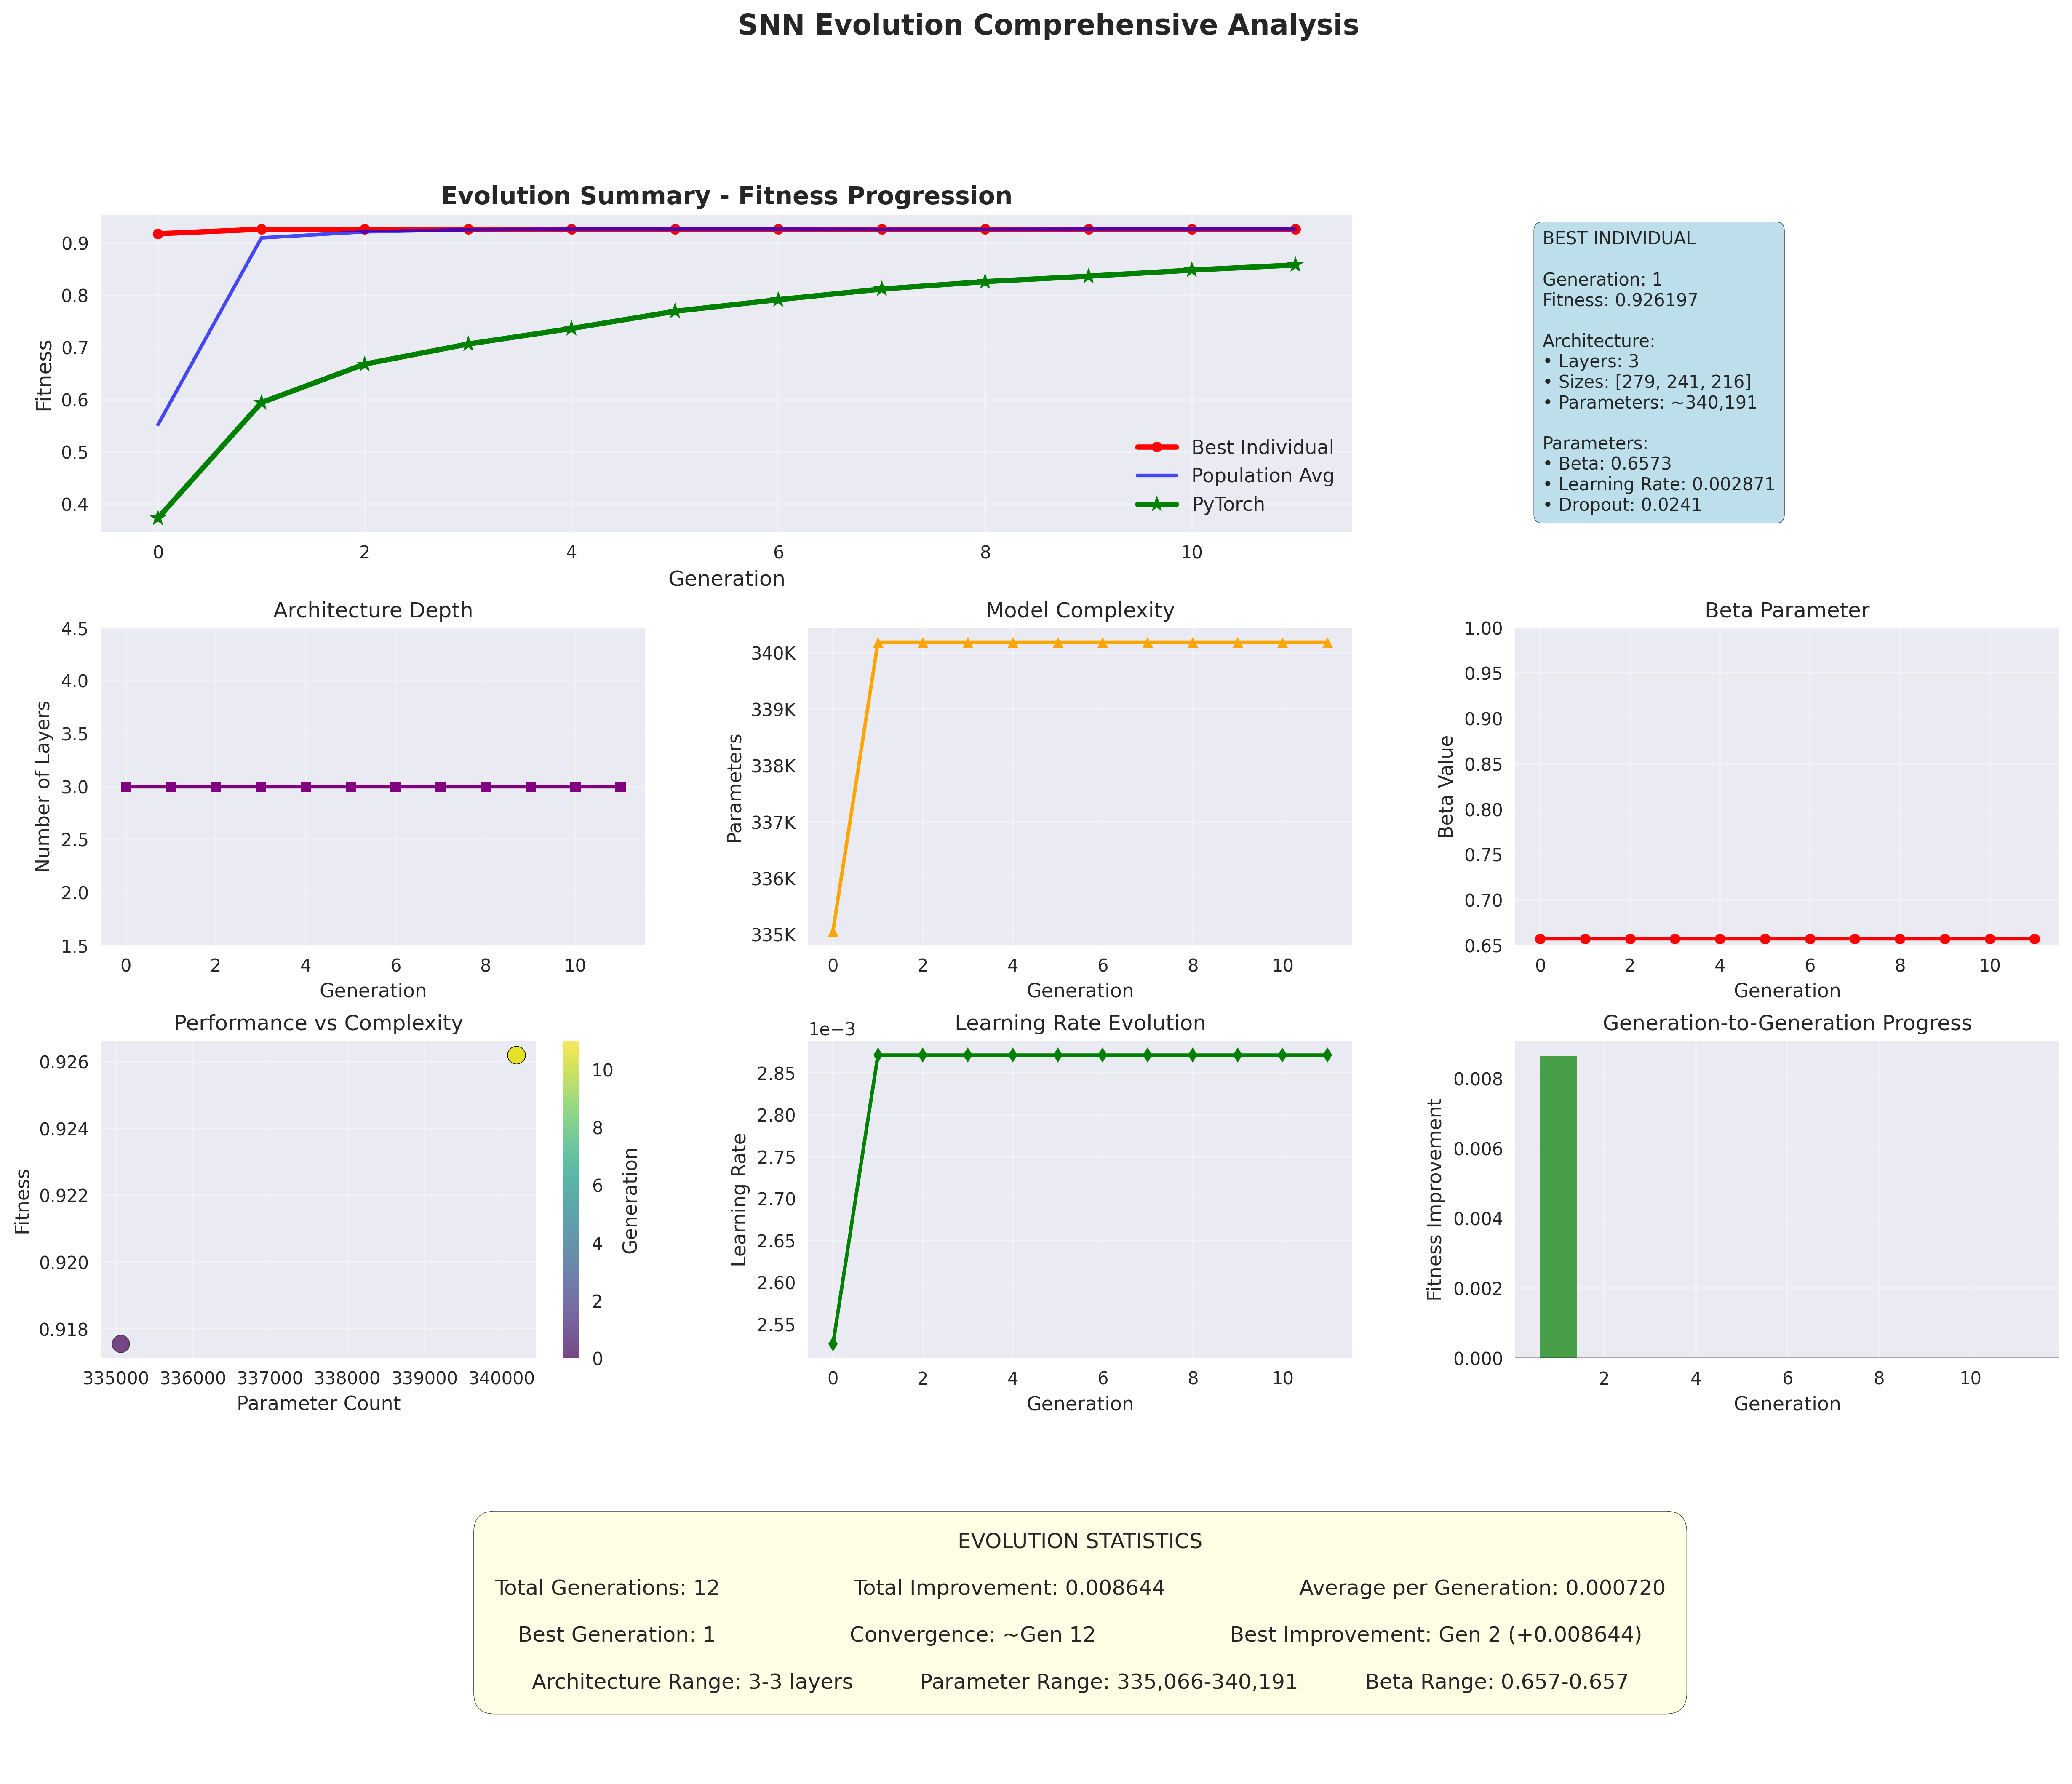 SNN Evolution Comprehensive Analysis
Evolution Summary - Fitness Progression
Fitness
0.9
0.8
0.7
0.6
0.5
0.4
0 2 4 6 8 10
Generation
Best Individual
Population Avg
PyTorch
BEST INDIVIDUAL
Generation: 1
Fitness: 0.926197
Architecture:
• Layers: 3
• Sizes: [279, 241, 216]
• Parameters: ~340,191
Parameters:
• Beta: 0.6573
• Learning Rate: 0.002871
• Dropout: 0.0241
Architecture Depth
Number of Layers
4.5
4.0
3.5
3.0
2.5
2.0
1.5
0 2 4 6 8 10
Generation
Model Complexity
Parameters
340K
339K
338K
337K
336K
335K
0 2 4 6 8 10
Generation
Beta Parameter
Beta Value
1.00
0.95
0.90
0.85
0.80
0.75
0.70
0.65
0 2 4 6 8 10
Generation
Performance vs Complexity
Fitness
0.926
0.924
0.922
0.920
0.918
335000 336000 337000 338000 339000 340000
Parameter Count
10
8
6
4
2
0
Generation
Learning Rate Evolution
1e−3
Learning Rate
2.85
2.80
2.75
2.70
2.65
2.60
2.55
0 2 4 6 8 10
Generation
Generation-to-Generation Progress
Fitness Improvement
0.008
0.006
0.004
0.002
0.000
2 4 6 8 10
Generation
EVOLUTION STATISTICS
Total Generations: 12 Total Improvement: 0.008644 Average per Generation: 0.000720
Best Generation: 1 Convergence: ~Gen 12 Best Improvement: Gen 2 (+0.008644)
Architecture Range: 3-3 layers Parameter Range: 335,066-340,191 Beta Range: 0.657-0.657